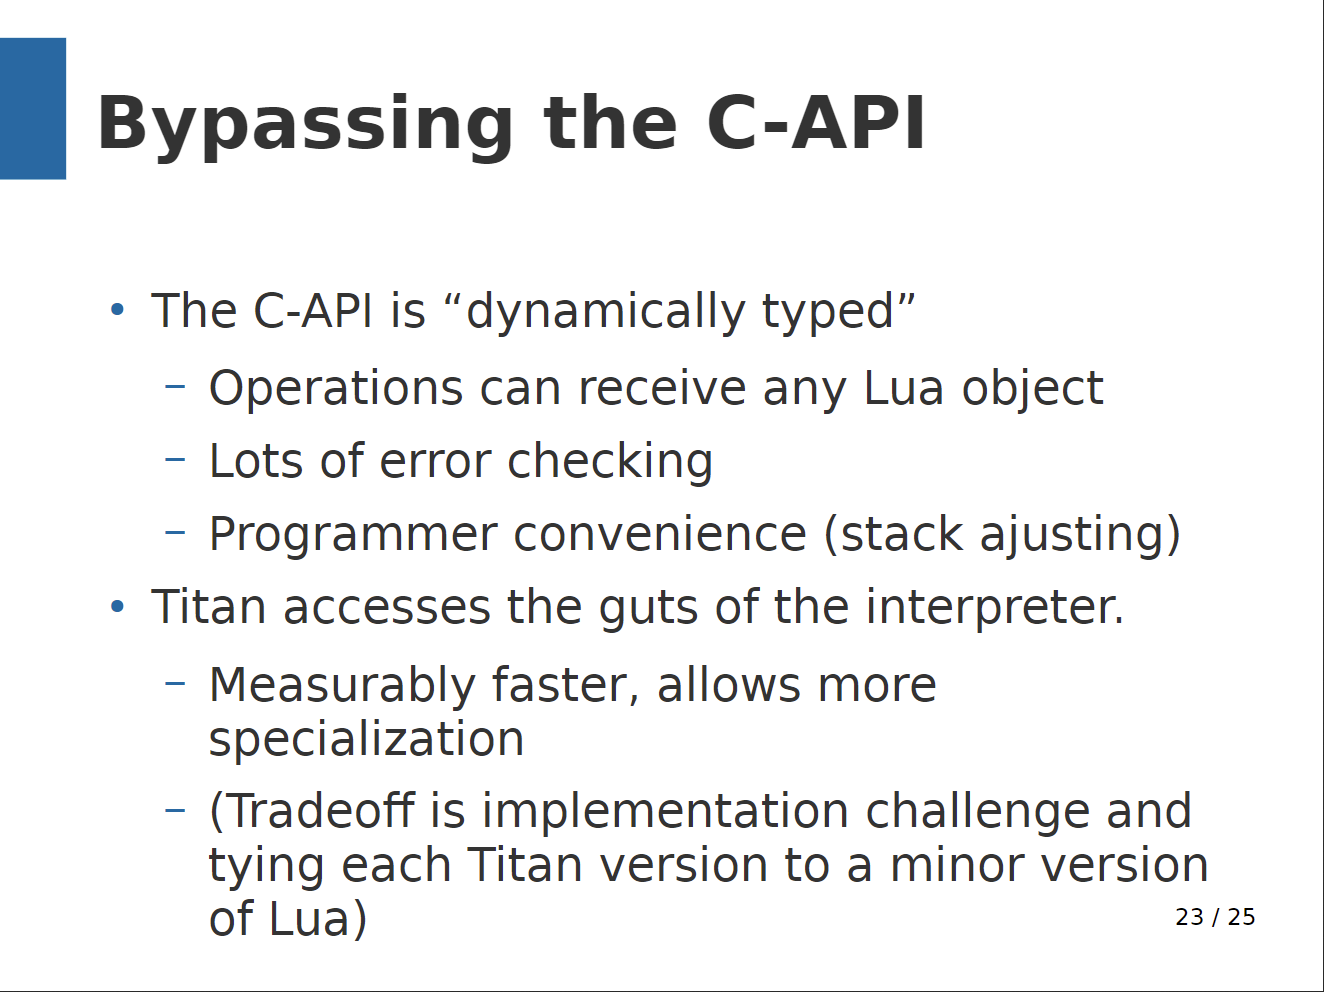 Bypassing the C-API
• The C-API is “dynamically typed”
– Operations can receive any Lua object
– Lots of error checking
– Programmer convenience (stack ajusting)
• Titan accesses the guts of the interpreter.
– Measurably faster, allows more
specialization
– (Tradeoff is implementation challenge and
tying each Titan version to a minor version
of Lua)
23 / 25